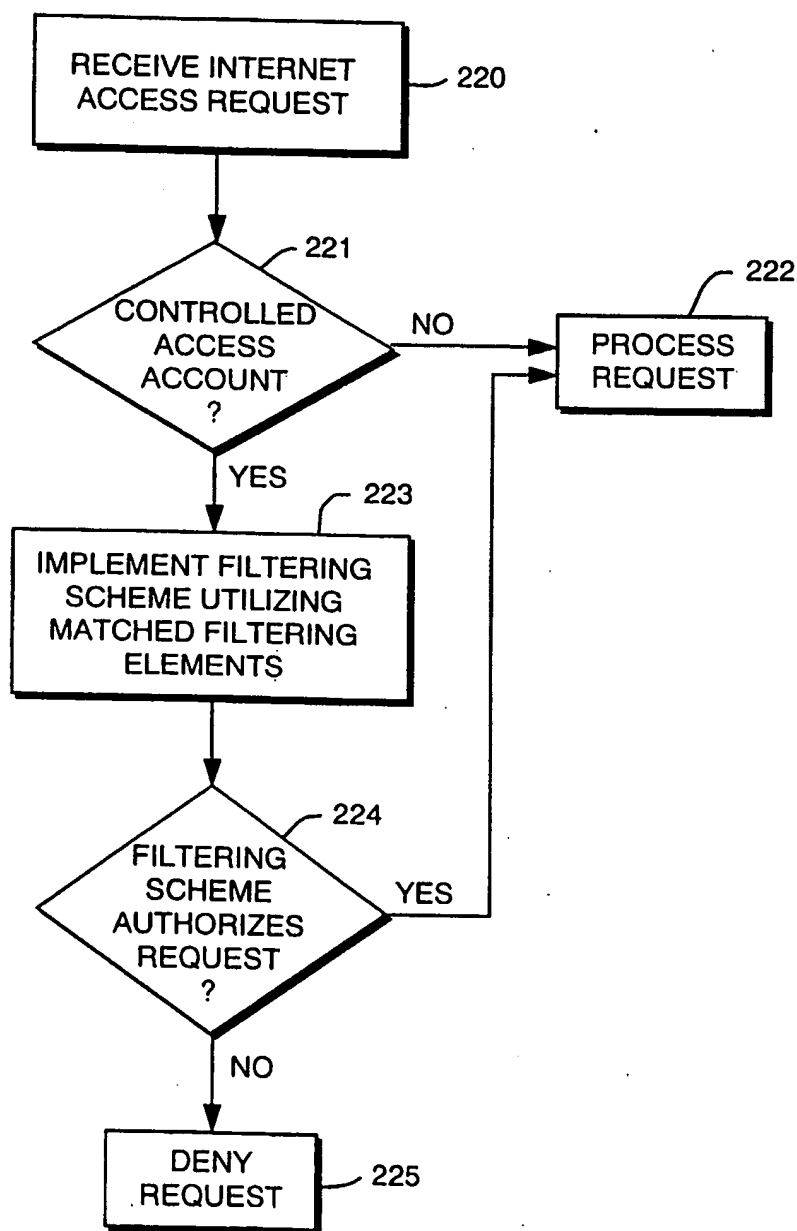 RECEIVE INTERNET
ACCESS REQUEST
220
221
CONTROLLED
ACCESS
ACCOUNT
?
NO
222
PROCESS
REQUEST
YES
223
IMPLEMENT FILTERING
SCHEME UTILIZING
MATCHED FILTERING
ELEMENTS
224
FILTERING
SCHEME
AUTHORIZES
REQUEST
?
YES
NO
DENY
REQUEST
225